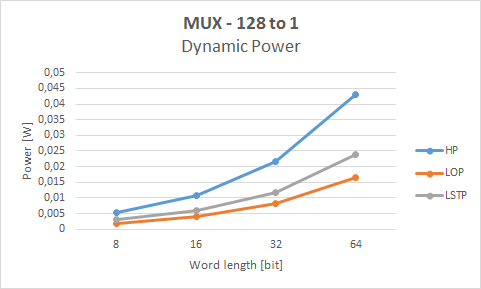 MUX - 128 to 1
Dynamic Power
0,05
0,045
0,04
0,035
0,03
0,025
0,02
0,015
0,01
0,005
0
Power [W]
8 16 32 64
Word length [bit]
HP
LOP
LSTP